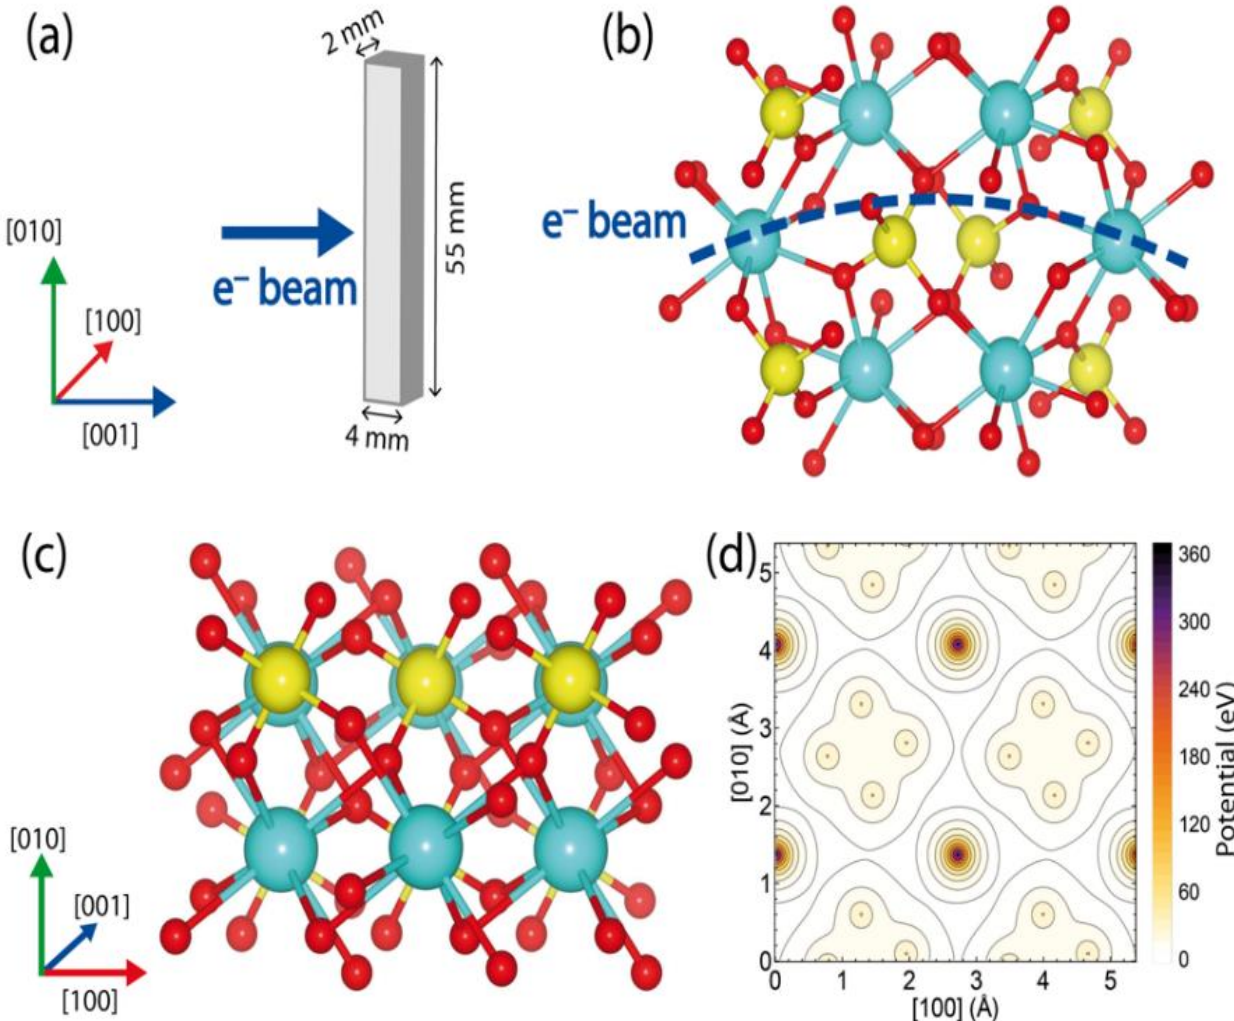 (a)
2 mm
[010]
e⁻ beam
55 mm
[100]
[001]
4 mm
(b)
e⁻ beam
(c)
[010]
[001]
[100]
(d)
5
4
3
2
1
0
[010] (Å)
0 1 2 3 4 5
[100] (Å)
360
300
240
180
120
60
0
Potential (eV)